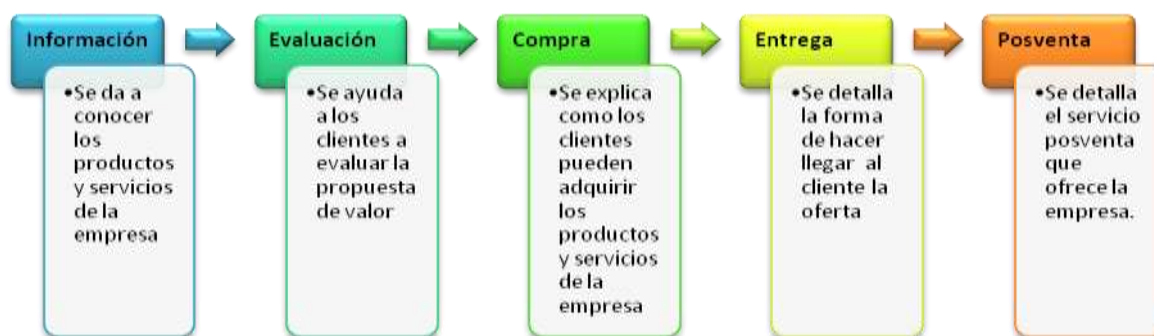 Información
•Se da a
conocer
los
productos
y servicios
de la
empresa
Evaluación
•Se ayuda
a los
clientes a
evaluar la
propuesta
de valor
Compra
•Se explica
como los
clientes
pueden
adquirir
los
productos
y servicios
de la
empresa
Entrega
•Se detalla
la forma
de hacer
llegar al
cliente la
oferta
Posventa
•Se detalla
el servicio
posventa
que
ofrece la
empresa.